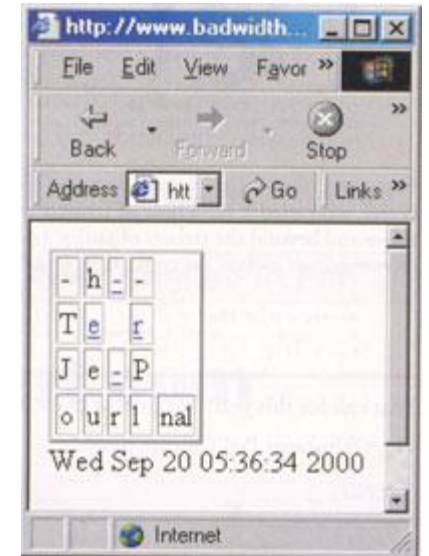 http://www.badwidth...
File Edit View Favor »
Back Forward Stop »
Address htt Go Links »
- h - -
T e r
J e - P
o u r l nal
Wed Sep 20 05:36:34 2000
Internet